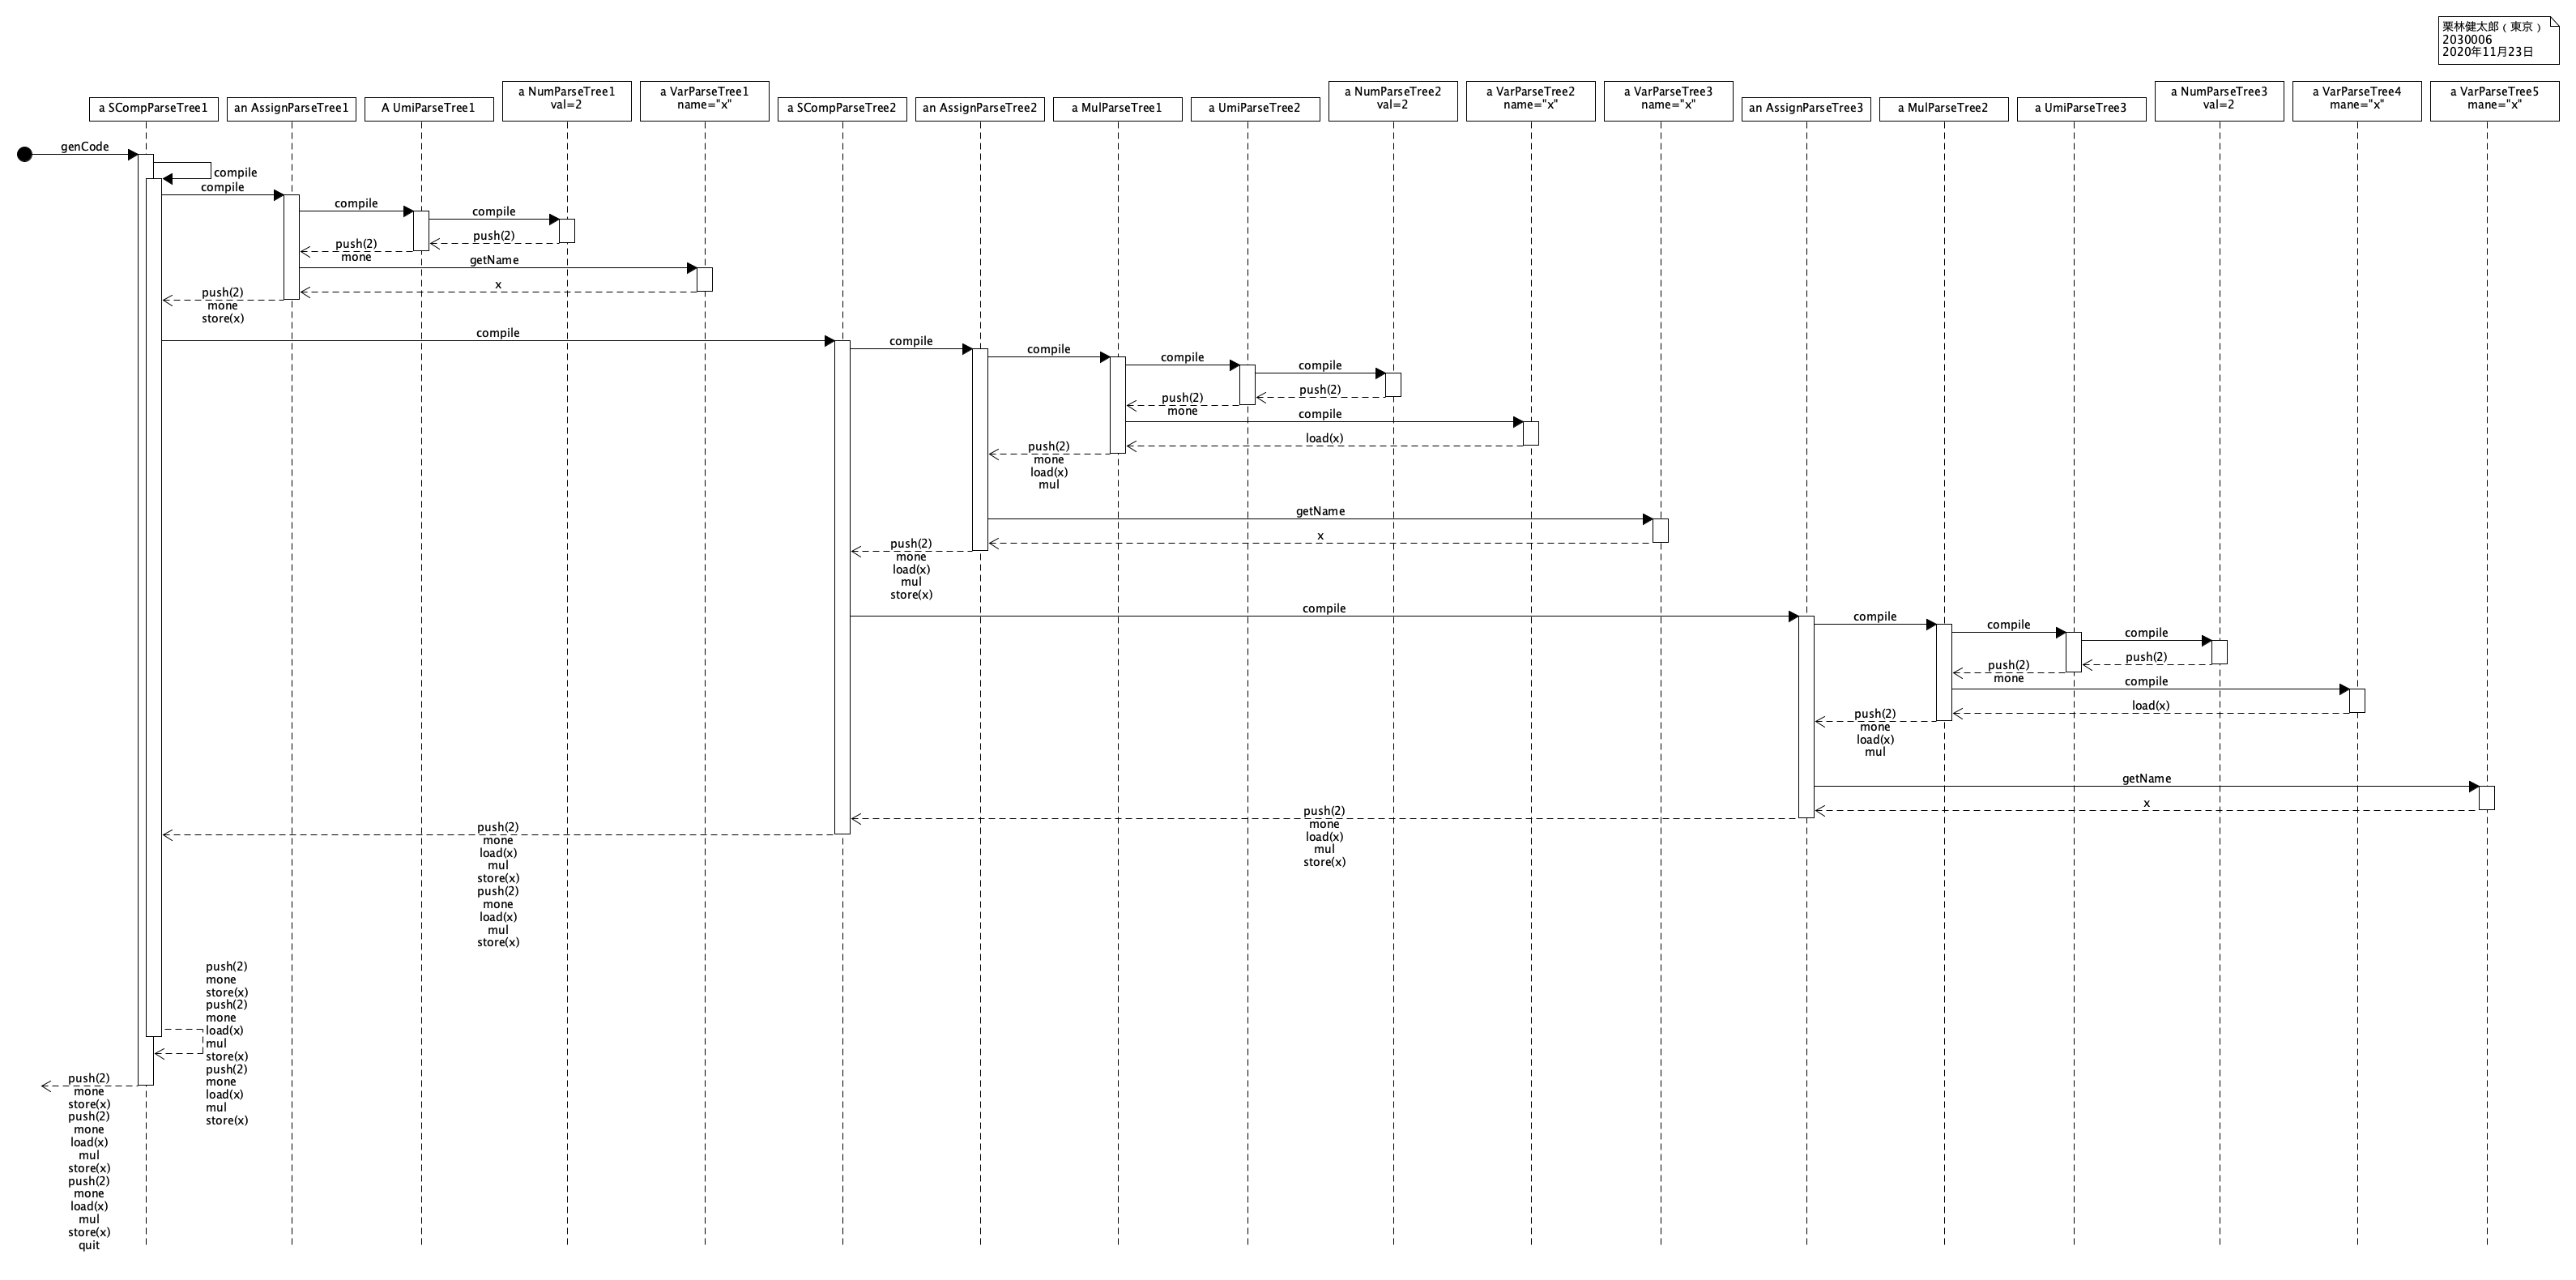 栗林健太郎 ( 東京 )
2030006
2020年11月23日
a SCompParseTree1
an AssignParseTree1
A UmiParseTree1
a NumParseTree1
val=2
a VarParseTree1
name="x"
a SCompParseTree2
an AssignParseTree2
a MulParseTree1
a UmiParseTree2
a NumParseTree2
val=2
a VarParseTree2
name="x"
a VarParseTree3
name="x"
an AssignParseTree3
a MulParseTree2
a UmiParseTree3
a NumParseTree3
val=2
a VarParseTree4
mane="x"
a VarParseTree5
mane="x"
genCode
compile
compile
compile
compile
push(2)
push(2)
mone
getName
x
push(2)
mone
store(x)
compile
compile
compile
compile
compile
push(2)
push(2)
mone
compile
load(x)
push(2)
mone
load(x)
mul
getName
x
push(2)
mone
load(x)
mul
store(x)
compile
compile
compile
compile
push(2)
push(2)
mone
compile
load(x)
push(2)
mone
load(x)
mul
getName
x
push(2)
mone
load(x)
mul
store(x)
push(2)
mone
load(x)
mul
store(x)
push(2)
mone
load(x)
mul
store(x)
push(2)
mone
store(x)
push(2)
mone
load(x)
mul
store(x)
push(2)
mone
load(x)
mul
store(x)
push(2)
mone
store(x)
push(2)
mone
load(x)
mul
store(x)
push(2)
mone
load(x)
mul
store(x)
quit